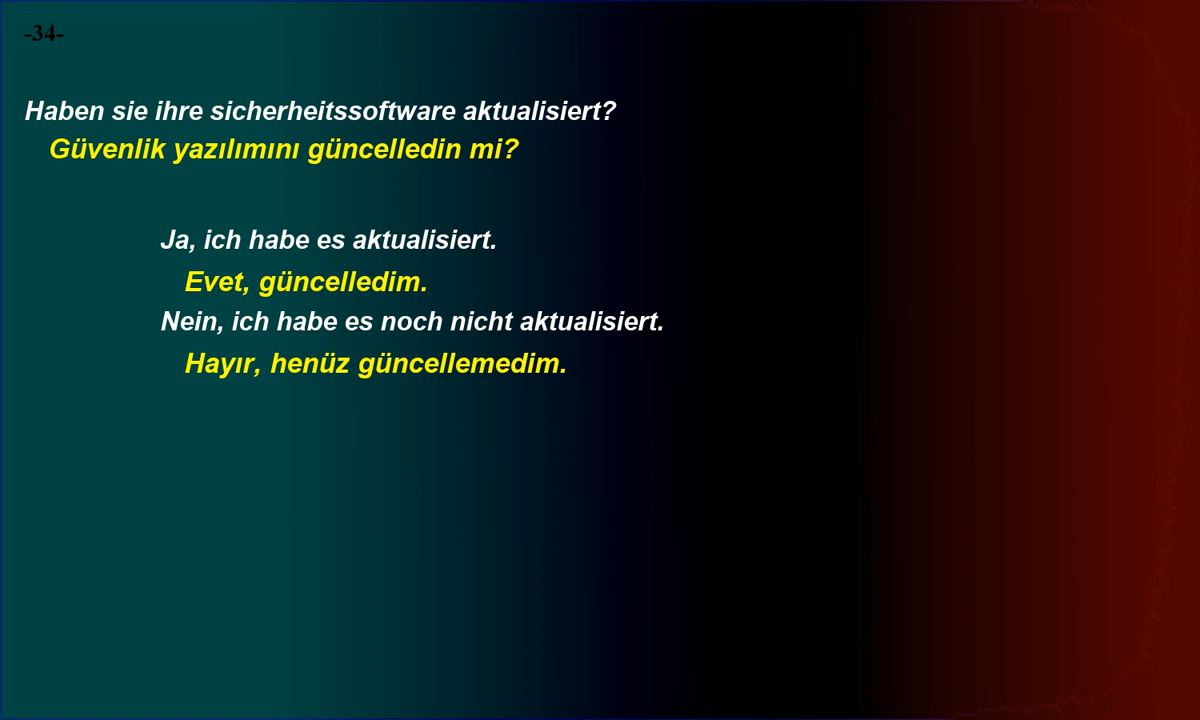 -34-
Haben sie ihre sicherheitssoftware aktualisiert?
Güvenlik yazılımını güncelledin mi?
Ja, ich habe es aktualisiert.
Evet, güncelledim.
Nein, ich habe es noch nicht aktualisiert.
Hayır, henüz güncellemedim.